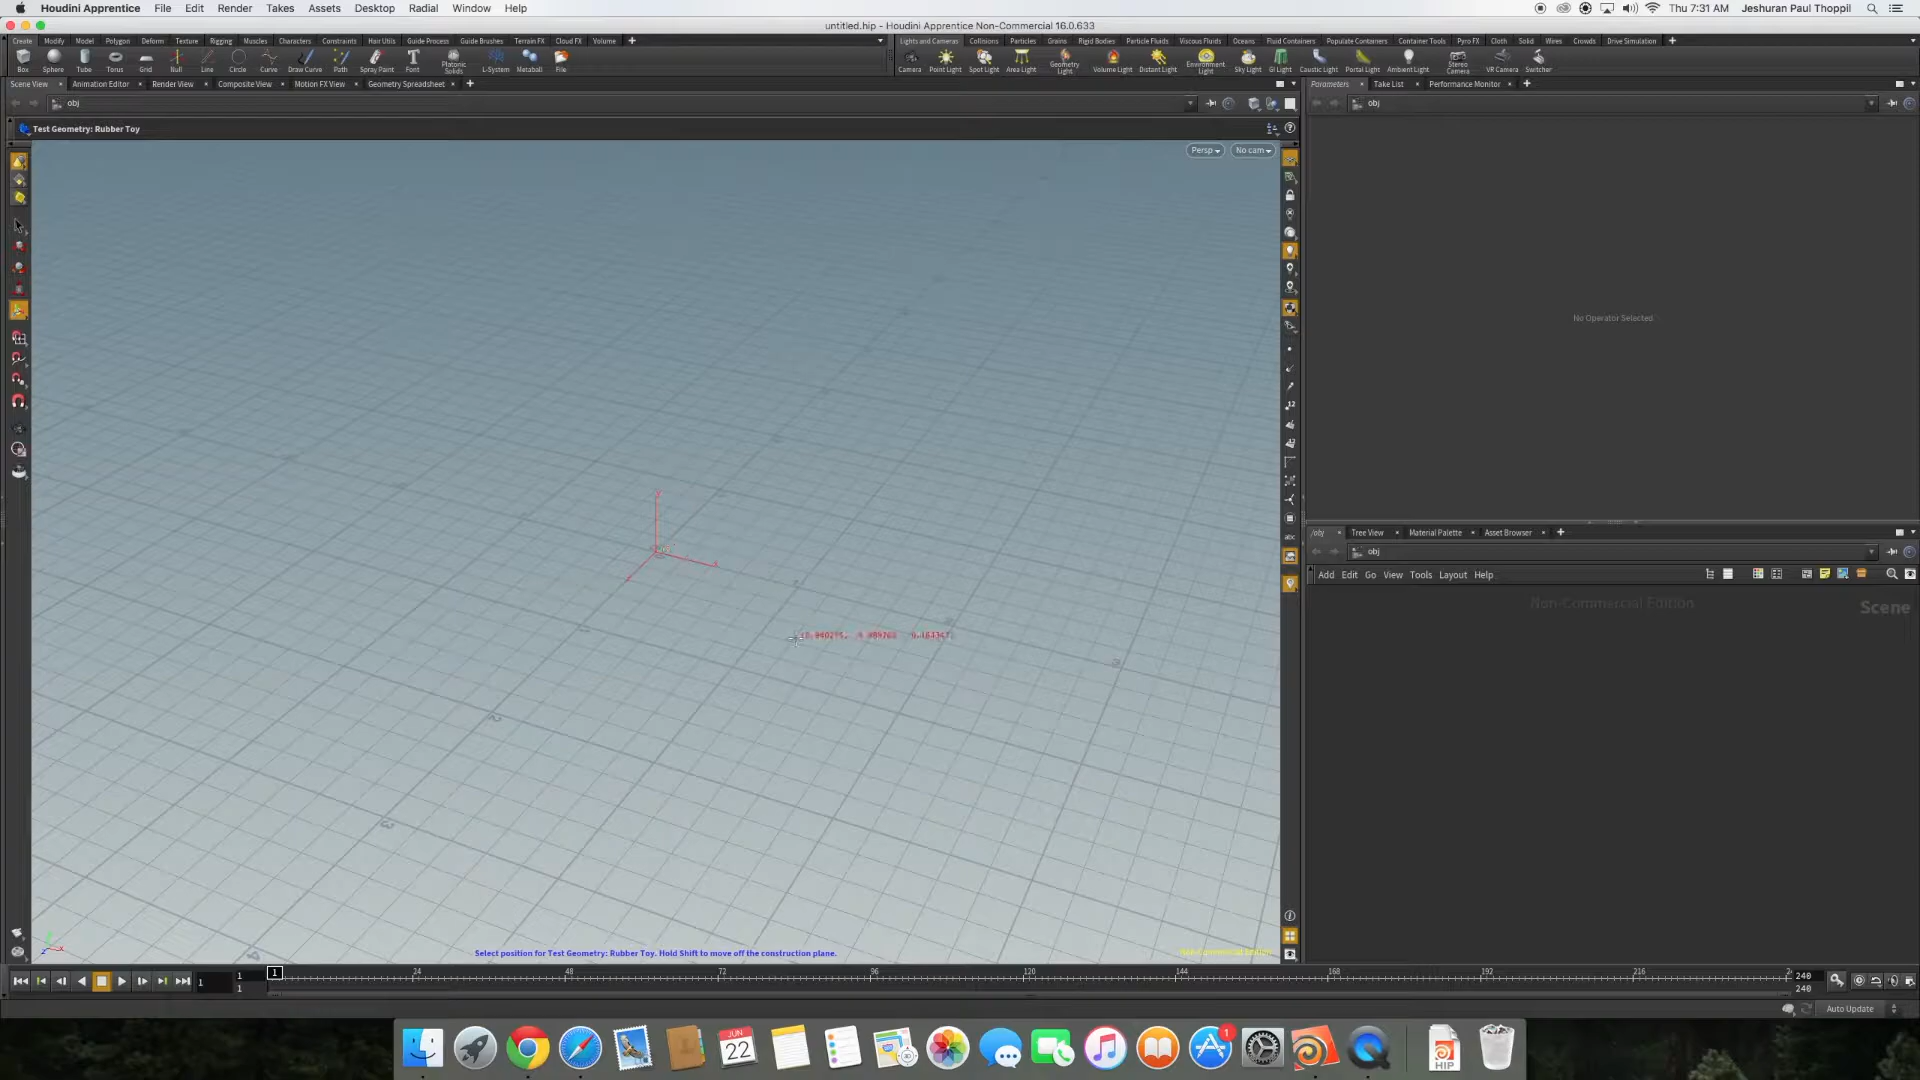 Houdini Apprentice File Edit Render Takes Assets Desktop Radial Window Help Thu 7:31 AM Jeshuran Paul Thoppil
untitled.hip - Houdini Apprentice Non-Commercial 16.0.633
Create Modify Model Polygon Deform Texture Rigging Muscles Characters Constraints Hair Utils Guide Process Guide Brushes Terrain FX Cloud FX Volume Lights and Cameras Collisions Particles Grains Rigid Bodies Particle Fluids Viscous Fluids Oceans Fluid Containers Populate Containers Container Tools Pyro FX Cloth Solid Wires Crowds Drive Simulation
Box Sphere Tube Torus Grid Null Line Circle Curve Draw Curve Path Spray Paint Font Platonic Solids L-System Metaball File Camera Point Light Spot Light Area Light Geometry Light Volume Light Distant Light Environment Light Sky Light GI Light Caustic Light Portal Light Ambient Light Stereo Camera VR Camera Switcher
Scene View Animation Editor Render View Composite View Motion FX View Geometry Spreadsheet Parameters Take List Performance Monitor
obj obj
Test Geometry: Rubber Toy
Persp No cam
No Operator Selected
/obj Tree View Material Palette Asset Browser
obj
Add Edit Go View Tools Layout Help
Non-Commercial Edition Scene
y
x
z
2
3
Select position for Test Geometry: Rubber Toy. Hold Shift to move off the construction plane.
Non-Commercial Edition
1 1 1 1 24 48 72 96 120 144 168 192 216 240
240
Auto Update
JUN
22
1
HIP